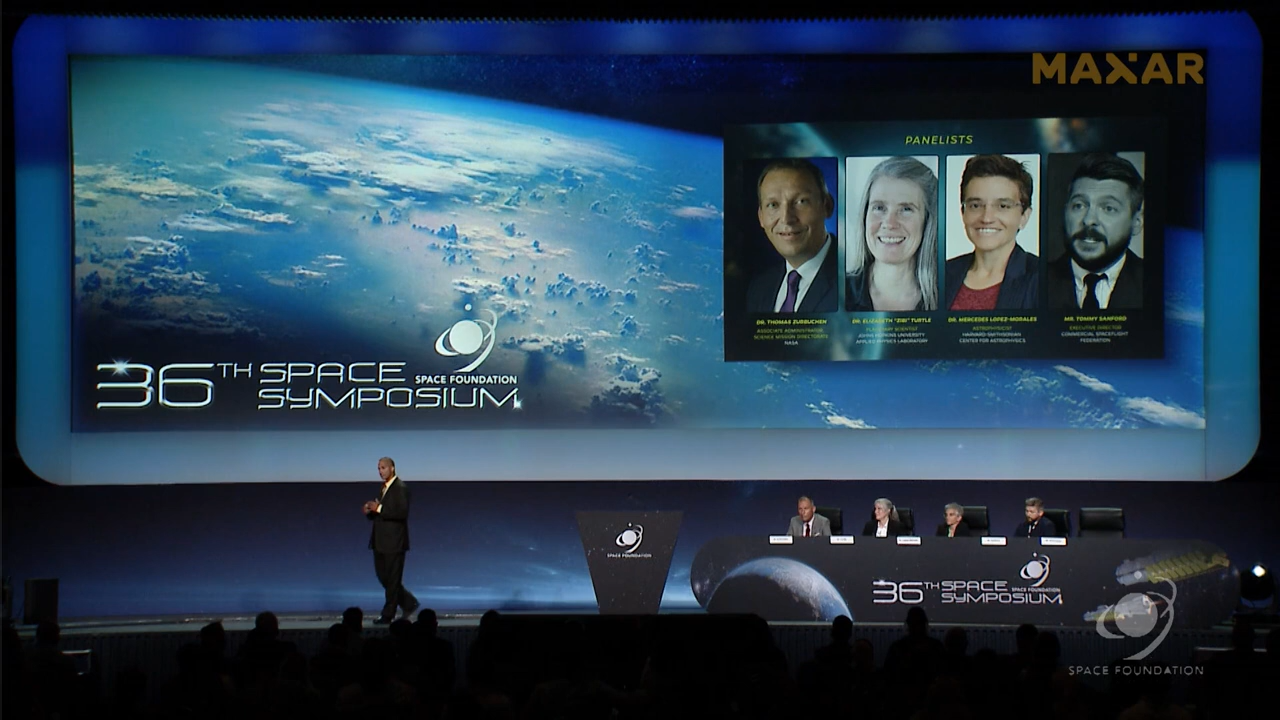 MAXAR
PANELISTS
DR. THOMAS ZURBUCHEN
ASSOCIATE ADMINISTRATOR
SCIENCE MISSION DIRECTORATE
NASA
DR. ELIZABETH "ZIBI" TURTLE
PLANETARY SCIENTIST
JOHNS HOPKINS UNIVERSITY
APPLIED PHYSICS LABORATORY
DR. MERCEDES LOPEZ-MORALES
ASTROPHYSICIST
HARVARD-SMITHSONIAN
CENTER FOR ASTROPHYSICS
MR. TOMMY SANFORD
EXECUTIVE DIRECTOR
COMMERCIAL SPACEFLIGHT
FEDERATION
36TH SPACE
SYMPOSIUM
SPACE FOUNDATION
SPACE FOUNDATION
36TH SPACE
SYMPOSIUM
SPACE FOUNDATION
SPACE FOUNDATION